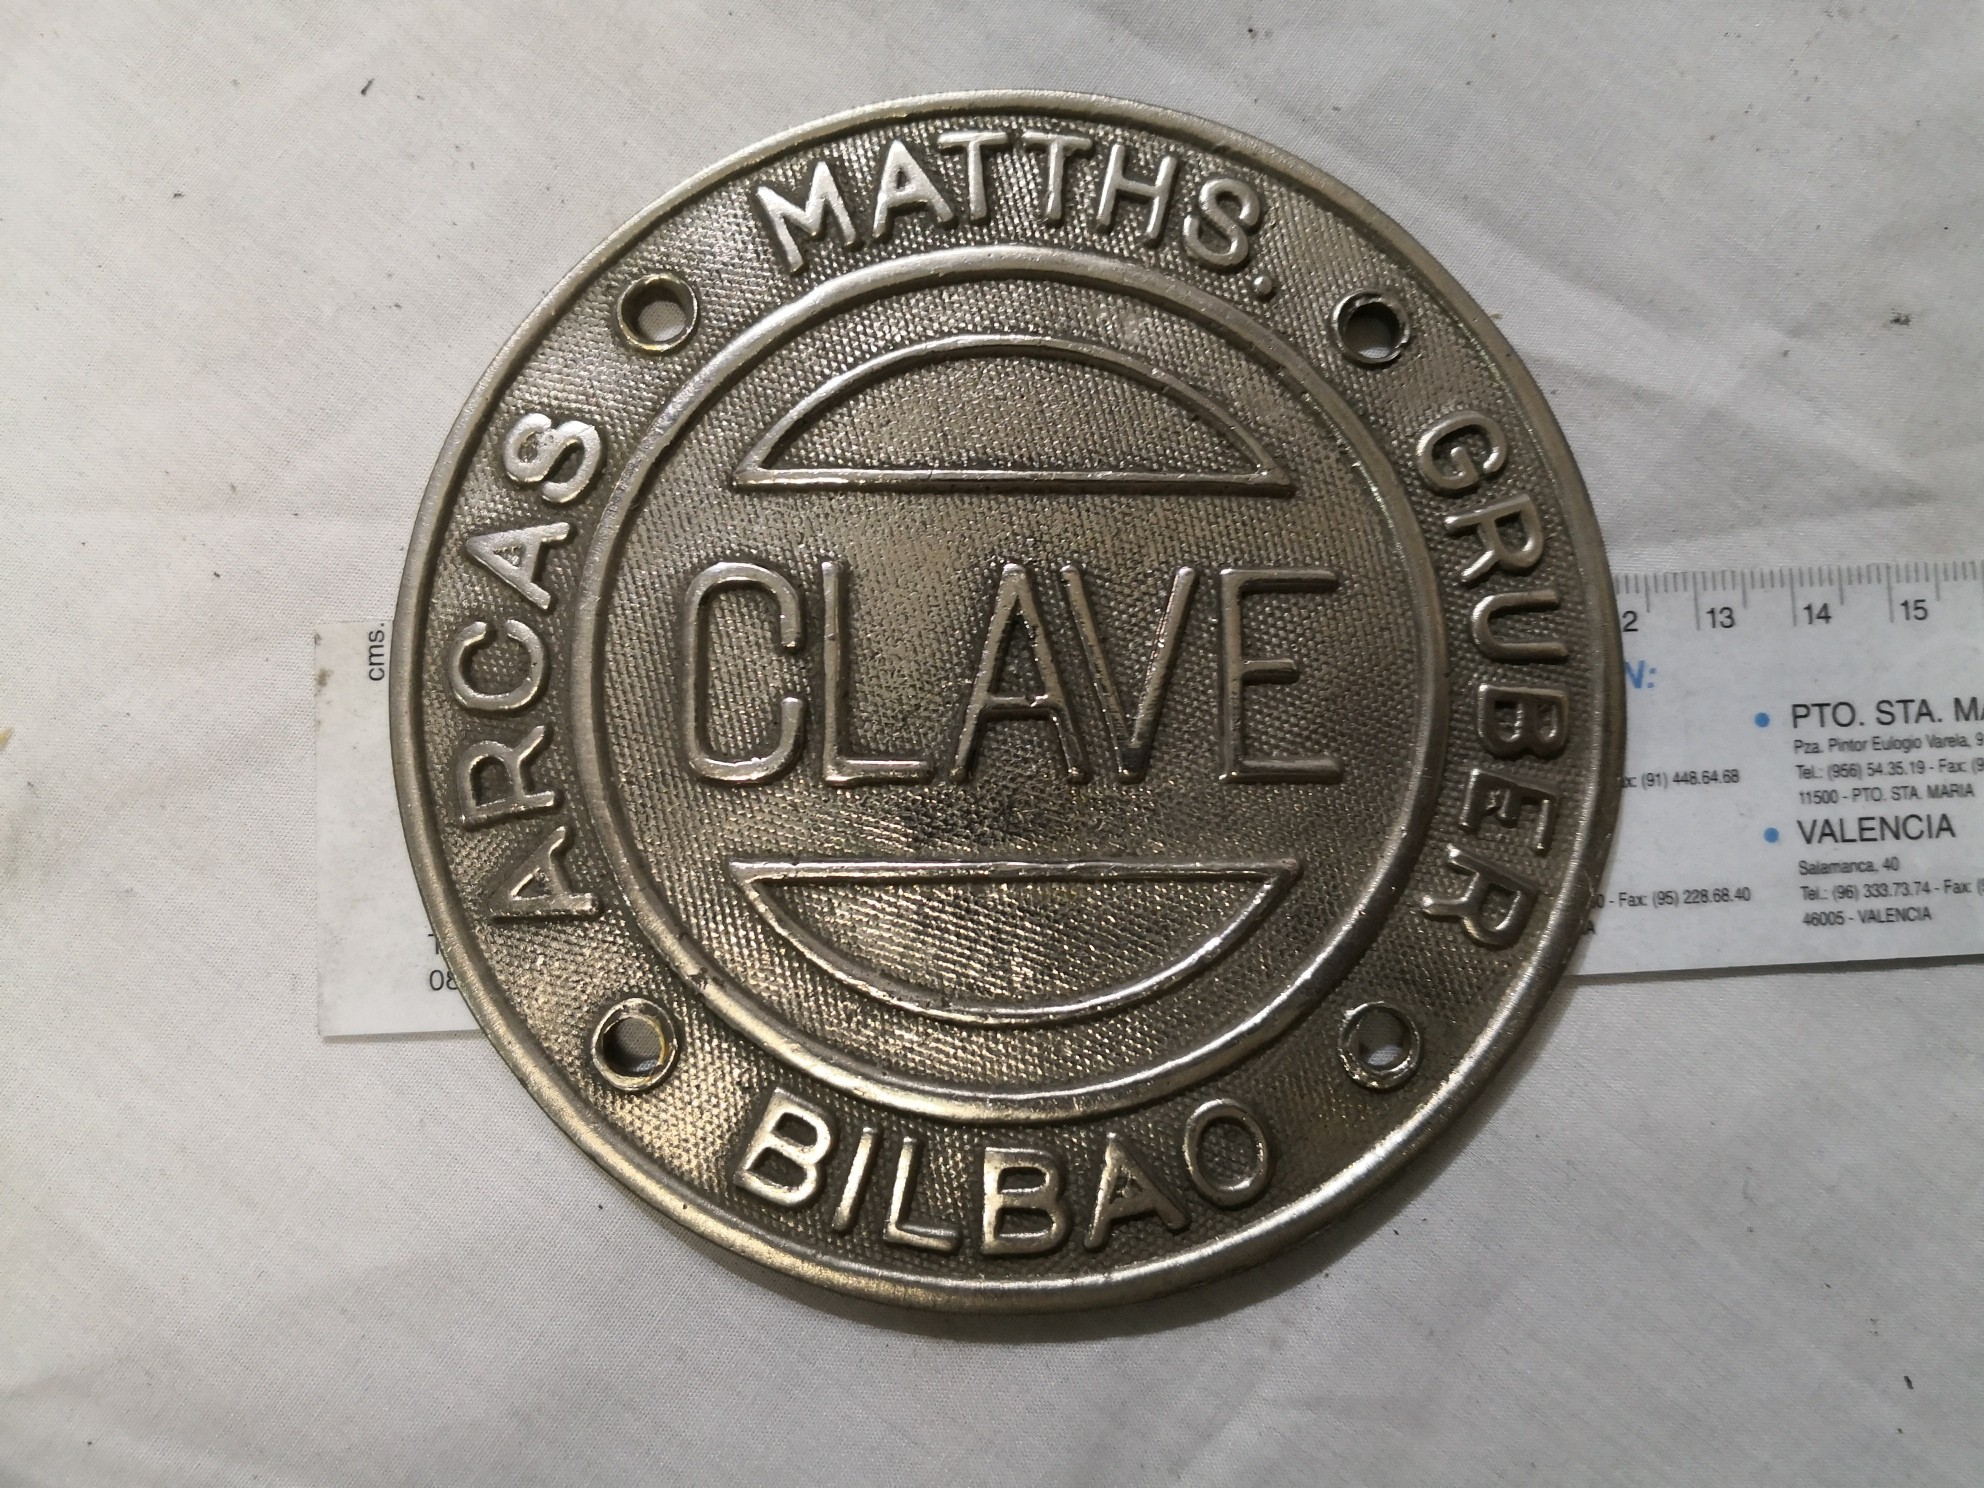 ARCAS
MATTHS.
GRUBER
CLAVE
BILBAO
cms.
13 14 15
N:
PTO. STA.
Pza. Pintor Eulogio Varela, 9
Tel.: (956) 54.35.19 - Fax:
11500 - PTO. STA. MARIA
(91) 448.64.68
VALENCIA
Salamanca, 40
Tel.: (96) 333.73.74 - Fax:
46005 - VALENCIA
- Fax: (95) 228.68.40